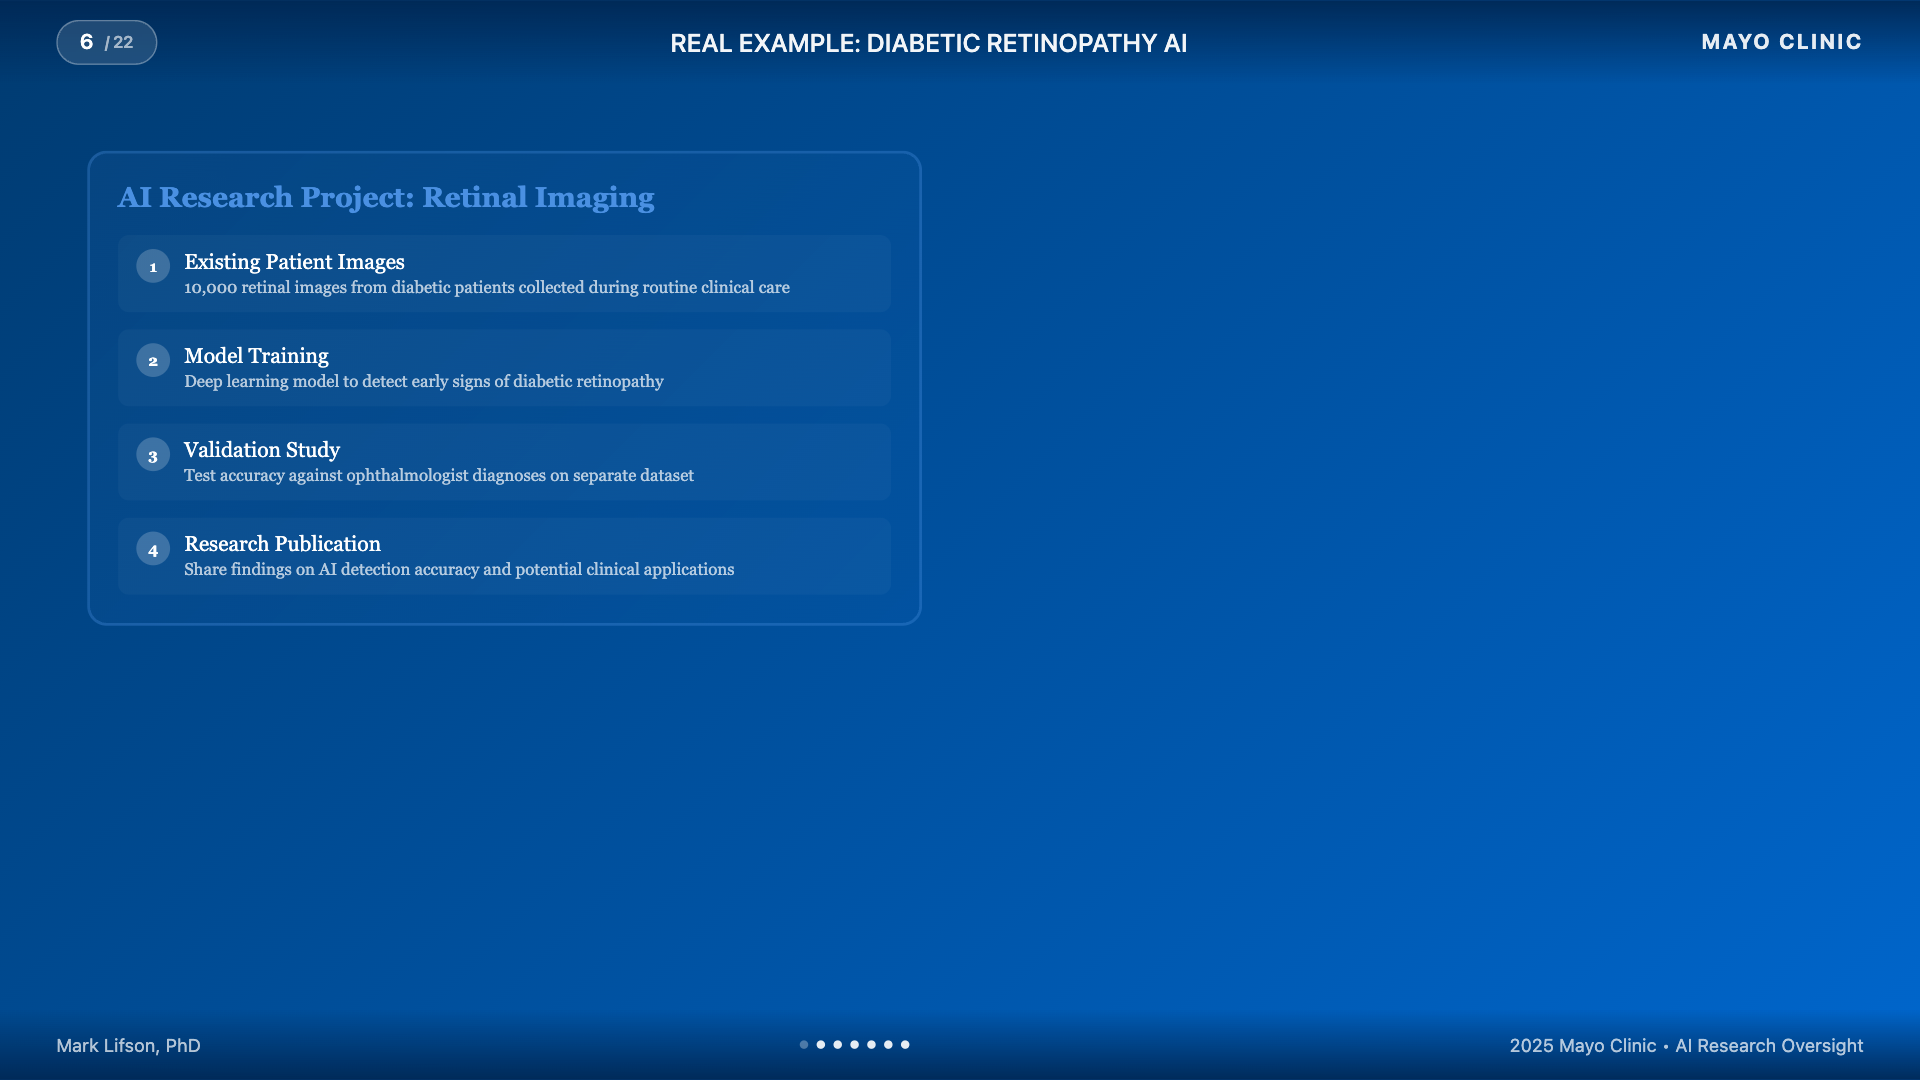 6 / 22
REAL EXAMPLE: DIABETIC RETINOPATHY AI
MAYO CLINIC
AI Research Project: Retinal Imaging
1
Existing Patient Images
10,000 retinal images from diabetic patients collected during routine clinical care
2
Model Training
Deep learning model to detect early signs of diabetic retinopathy
3
Validation Study
Test accuracy against ophthalmologist diagnoses on separate dataset
4
Research Publication
Share findings on AI detection accuracy and potential clinical applications
Mark Lifson, PhD
2025 Mayo Clinic • AI Research Oversight